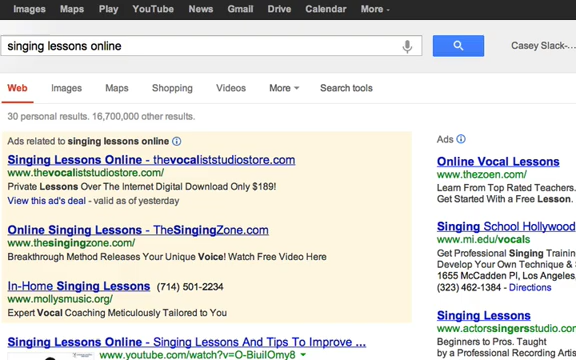 Images Maps Play YouTube News Gmail Drive Calendar More
singing lessons online
Casey Slack-...
Web Images Maps Shopping Videos More Search tools
30 personal results. 16,700,000 other results.
Ads related to singing lessons online
Singing Lessons Online - thevocaliststudiostore.com
www.thevocaliststudiostore.com/
Private Lessons Over The Internet Digital Download Only $189!
View this ad's deal - valid as of yesterday
Online Singing Lessons - TheSingingZone.com
www.thesingingzone.com/
Breakthrough Method Releases Your Unique Voice! Watch Free Video Here
In-Home Singing Lessons (714) 501-2234
www.mollysmusic.org/
Expert Vocal Coaching Meticulously Tailored to You
Singing Lessons Online - Singing Lessons And Tips To Improve ...
www.youtube.com/watch?v=O-BiuiIOmy8
Ads
Online Vocal Lessons
www.thezoen.com/
Learn From Top Rated Teachers.
Get Started With a Free Lesson.
Singing School Hollywood
www.mi.edu/vocals
Get Professional Singing Training
Develop Your Own Technique &
1655 McCadden Pl, Los Angeles,
(323) 462-1384 - Directions
Singing Lessons
www.actorssingersstudio.com
Beginners to Pros. Taught
by a Professional Recording Artist